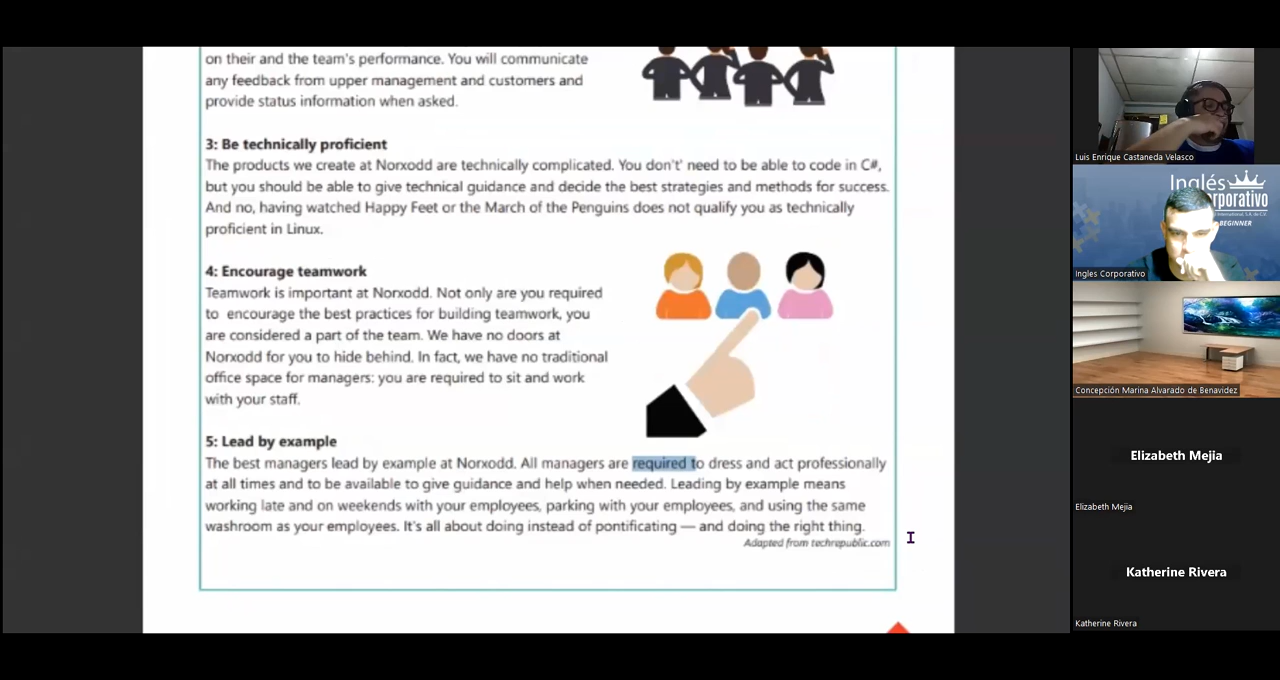 on their and the team's performance. You will communicate
any feedback from upper management and customers and
provide status information when asked.
3: Be technically proficient
The products we create at Norxodd are technically complicated. You don't' need to be able to code in C#,
but you should be able to give technical guidance and decide the best strategies and methods for success.
And no, having watched Happy Feet or the March of the Penguins does not qualify you as technically
proficient in Linux.
4: Encourage teamwork
Teamwork is important at Norxodd. Not only are you required
to encourage the best practices for building teamwork, you
are considered a part of the team. We have no doors at
Norxodd for you to hide behind. In fact, we have no traditional
office space for managers: you are required to sit and work
with your staff.
5: Lead by example
The best managers lead by example at Norxodd. All managers are required to dress and act professionally
at all times and to be available to give guidance and help when needed. Leading by example means
working late and on weekends with your employees, parking with your employees, and using the same
washroom as your employees. It's all about doing instead of pontificating — and doing the right thing.
Adapted from techrepublic.com
Luis Enrique Castaneda Velasco
Inglés
rporativo
International, S.A. de C.V.
BEGINNER
Ingles Corporativo
Concepción Marina Alvarado de Benavidez
Elizabeth Mejia
Elizabeth Mejia
Katherine Rivera
Katherine Rivera